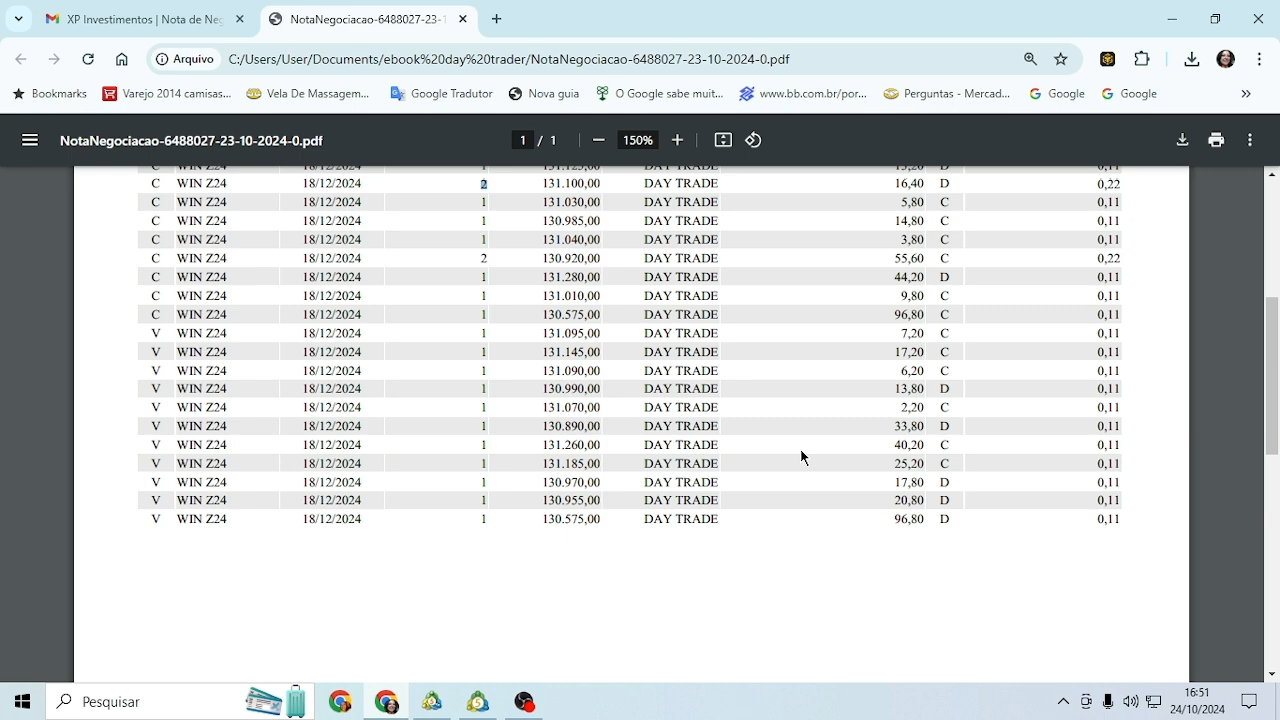 XP Investimentos | Nota de Neg
NotaNegociacao-6488027-23-1
Arquivo C:/Users/User/Documents/ebook%20day%20trader/NotaNegociacao-6488027-23-10-2024-0.pdf
Bookmarks Varejo 2014 camisas... Vela De Massagem... Google Tradutor Nova guia O Google sabe muit... www.bb.com.br/por... Perguntas - Mercad... Google Google
NotaNegociacao-6488027-23-10-2024-0.pdf 1 / 1 150%
C WIN Z24 18/12/2024 1 131.125,00 DAY TRADE D 0,11
C WIN Z24 18/12/2024 2 131.100,00 DAY TRADE 16,40 D 0,22
C WIN Z24 18/12/2024 1 131.030,00 DAY TRADE 5,80 C 0,11
C WIN Z24 18/12/2024 1 130.985,00 DAY TRADE 14,80 C 0,11
C WIN Z24 18/12/2024 1 131.040,00 DAY TRADE 3,80 C 0,11
C WIN Z24 18/12/2024 2 130.920,00 DAY TRADE 55,60 C 0,22
C WIN Z24 18/12/2024 1 131.280,00 DAY TRADE 44,20 D 0,11
C WIN Z24 18/12/2024 1 131.010,00 DAY TRADE 9,80 C 0,11
C WIN Z24 18/12/2024 1 130.575,00 DAY TRADE 96,80 C 0,11
V WIN Z24 18/12/2024 1 131.095,00 DAY TRADE 7,20 C 0,11
V WIN Z24 18/12/2024 1 131.145,00 DAY TRADE 17,20 C 0,11
V WIN Z24 18/12/2024 1 131.090,00 DAY TRADE 6,20 C 0,11
V WIN Z24 18/12/2024 1 130.990,00 DAY TRADE 13,80 D 0,11
V WIN Z24 18/12/2024 1 131.070,00 DAY TRADE 2,20 C 0,11
V WIN Z24 18/12/2024 1 130.890,00 DAY TRADE 33,80 D 0,11
V WIN Z24 18/12/2024 1 131.260,00 DAY TRADE 40,20 C 0,11
V WIN Z24 18/12/2024 1 131.185,00 DAY TRADE 25,20 C 0,11
V WIN Z24 18/12/2024 1 130.970,00 DAY TRADE 17,80 D 0,11
V WIN Z24 18/12/2024 1 130.955,00 DAY TRADE 20,80 D 0,11
V WIN Z24 18/12/2024 1 130.575,00 DAY TRADE 96,80 D 0,11
Pesquisar
16:51
24/10/2024